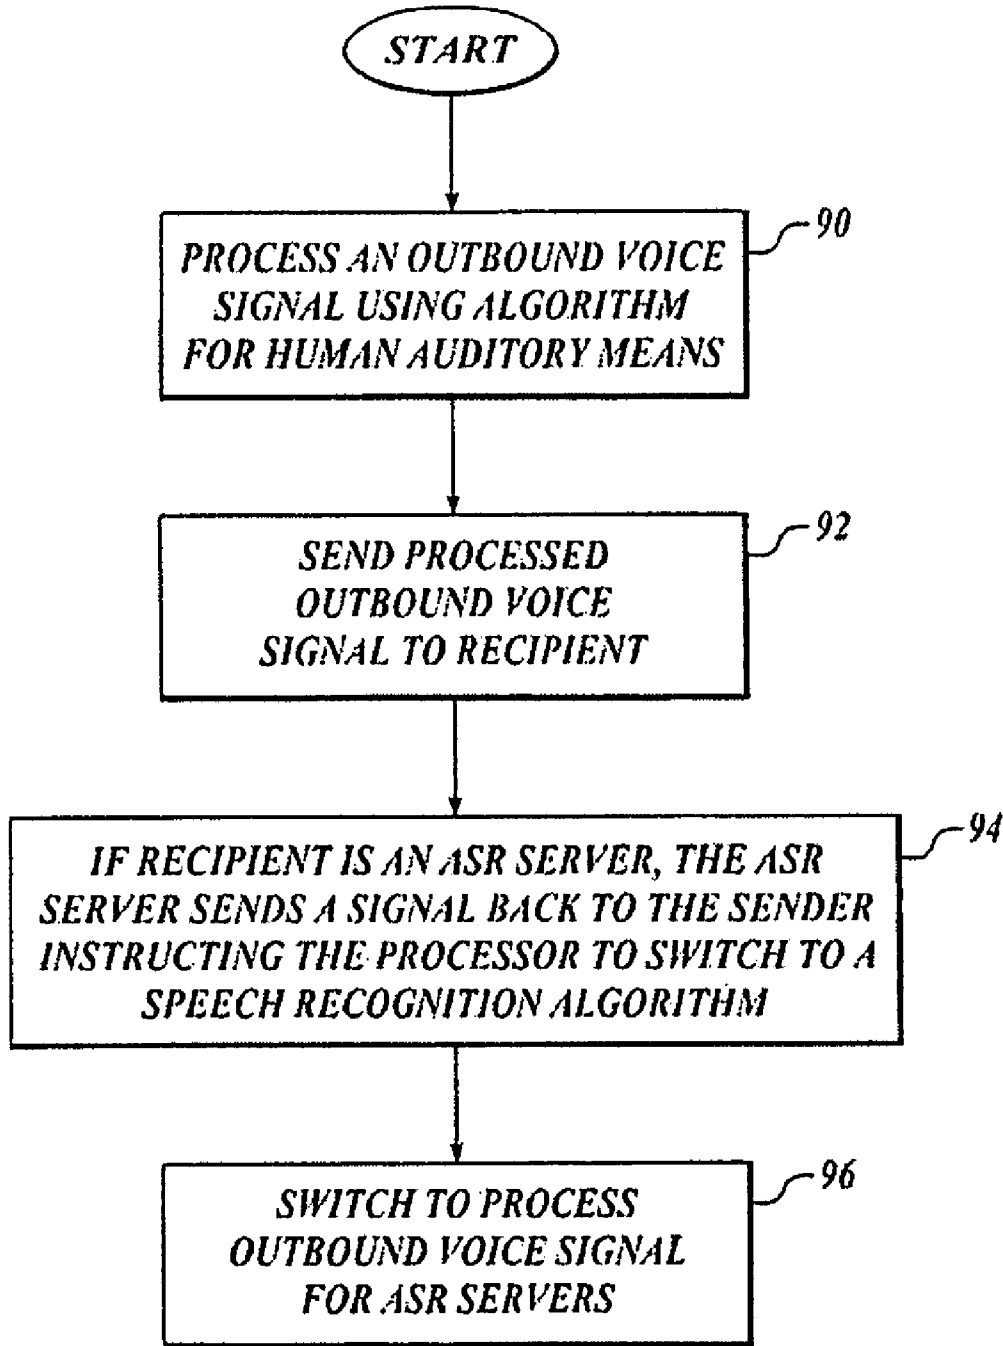 START
90
PROCESS AN OUTBOUND VOICE
SIGNAL USING ALGORITHM
FOR HUMAN AUDITORY MEANS
92
SEND PROCESSED
OUTBOUND VOICE
SIGNAL TO RECIPIENT
94
IF RECIPIENT IS AN ASR SERVER, THE ASR
SERVER SENDS A SIGNAL BACK TO THE SENDER
INSTRUCTING THE PROCESSOR TO SWITCH TO A
SPEECH RECOGNITION ALGORITHM
96
SWITCH TO PROCESS
OUTBOUND VOICE SIGNAL
FOR ASR SERVERS